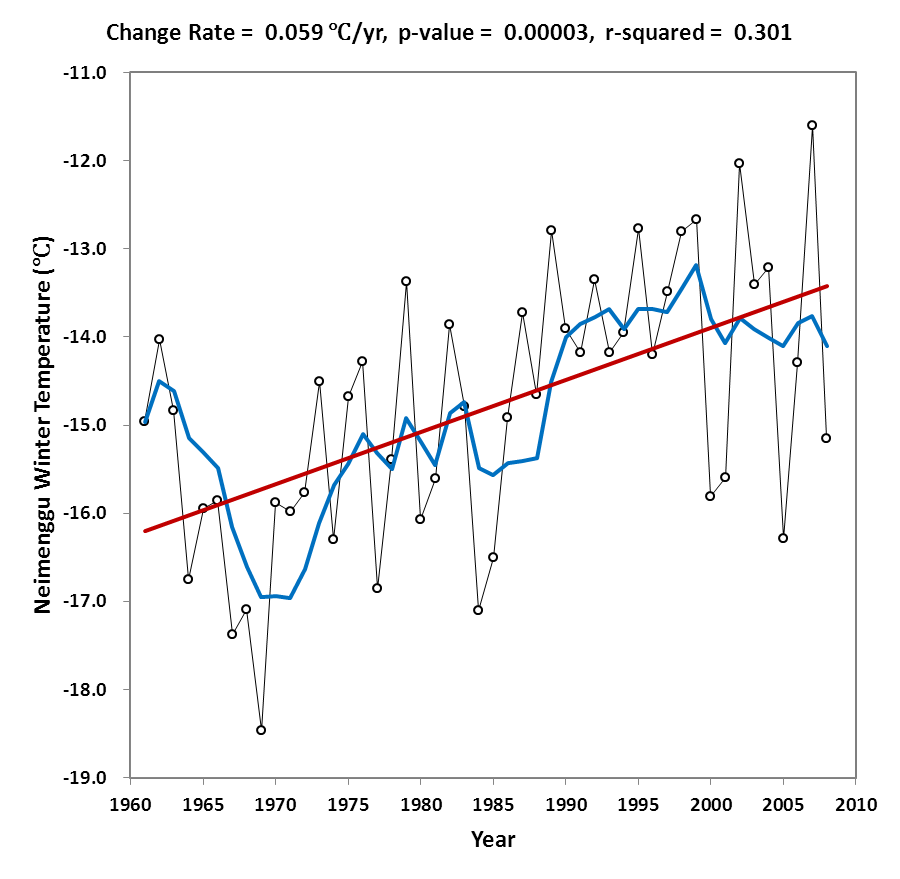 Change Rate = 0.059 ℃/yr, p-value = 0.00003, r-squared = 0.301
-11.0
-12.0
-13.0
-14.0
-15.0
-16.0
-17.0
-18.0
-19.0
Neimenggu Winter Temperature (℃)
1960 1965 1970 1975 1980 1985 1990 1995 2000 2005 2010
Year